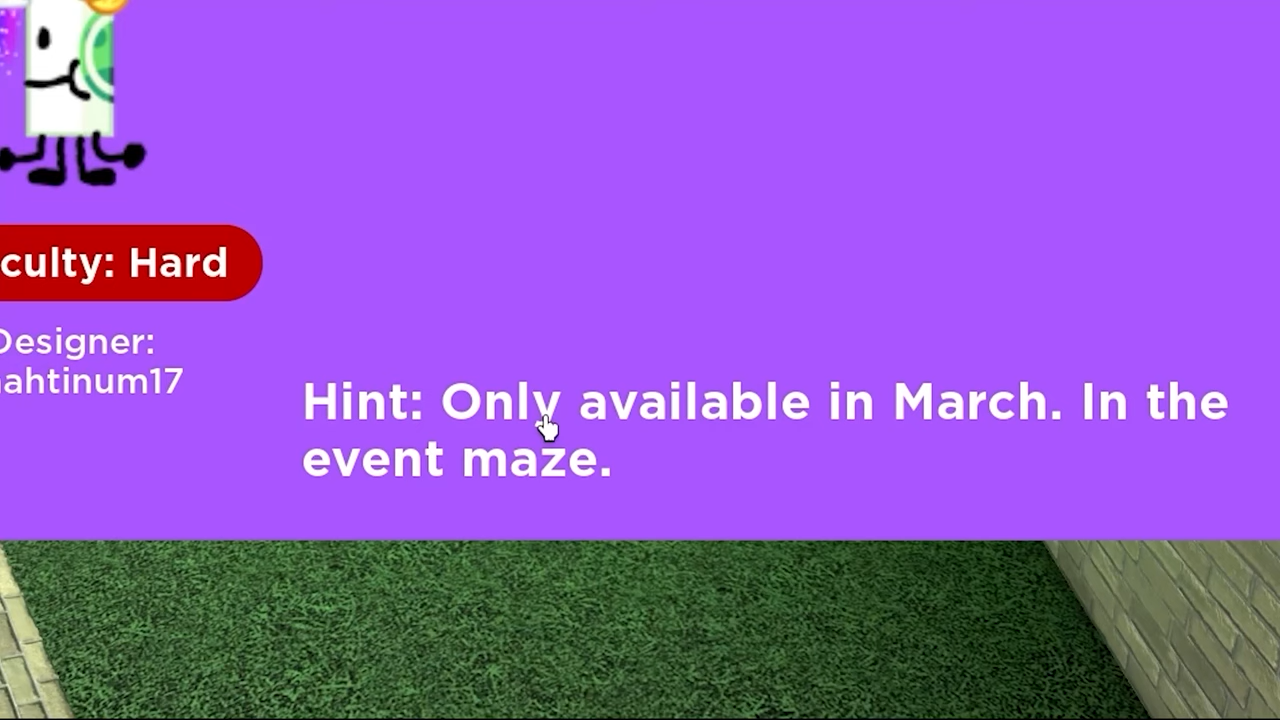 culty: Hard
Designer:
ahtinum17
Hint: Only available in March. In the
event maze.